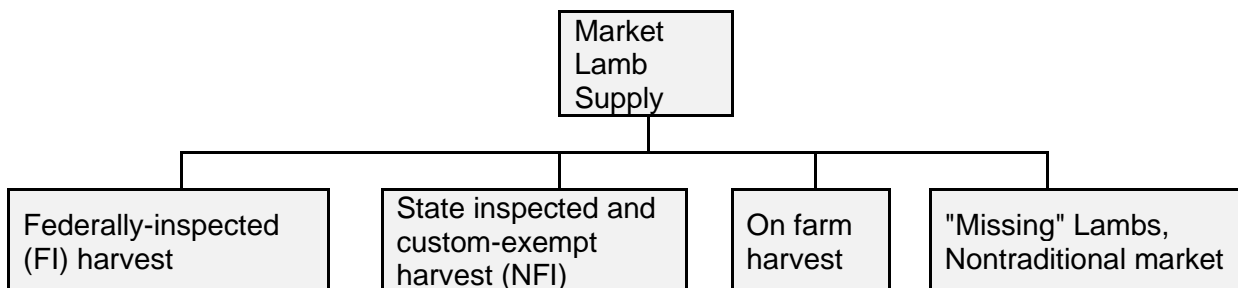 Market
Lamb
Supply
Federally-inspected
(FI) harvest
State inspected and
custom-exempt
harvest (NFI)
On farm
harvest
"Missing" Lambs,
Nontraditional market